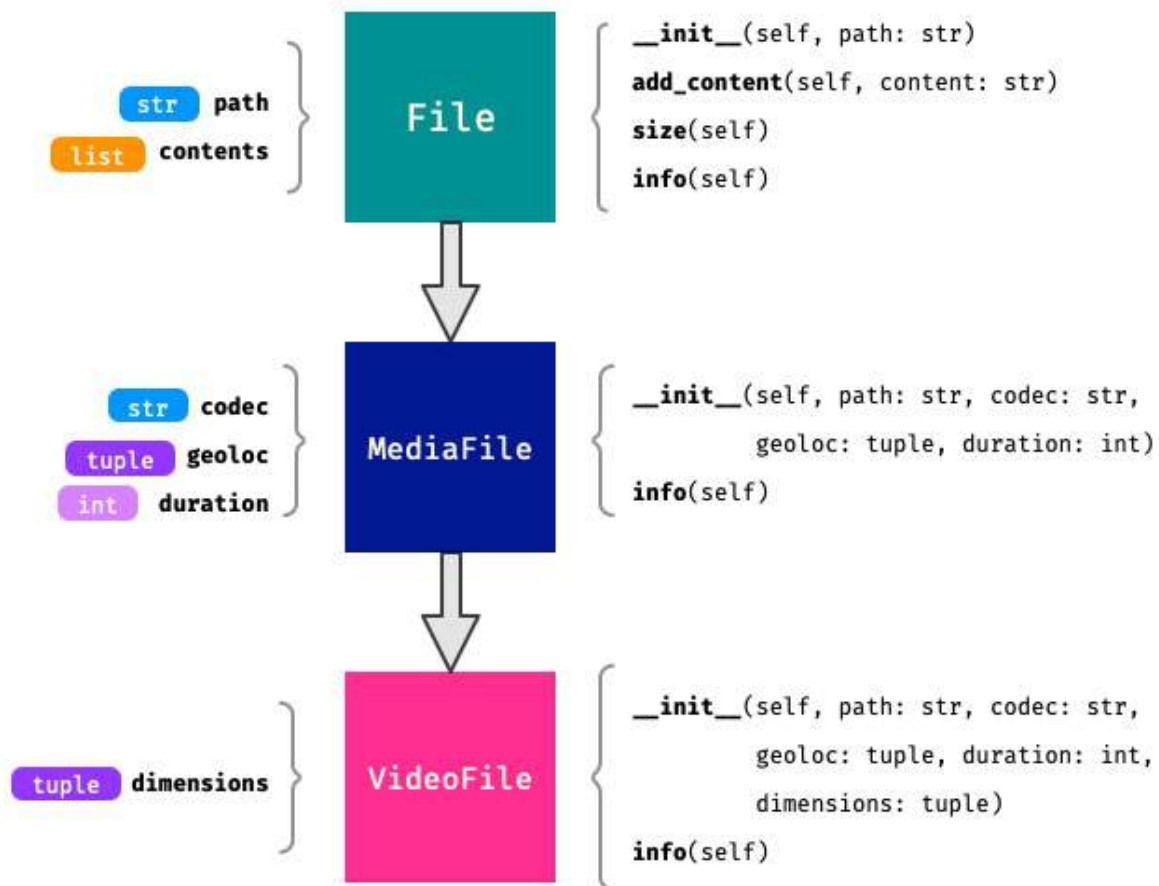 File
str path
list contents
__init__(self, path: str)
add_content(self, content: str)
size(self)
info(self)
MediaFile
str codec
tuple geoloc
int duration
__init__(self, path: str, codec: str,
geoloc: tuple, duration: int)
info(self)
VideoFile
tuple dimensions
__init__(self, path: str, codec: str,
geoloc: tuple, duration: int,
dimensions: tuple)
info(self)